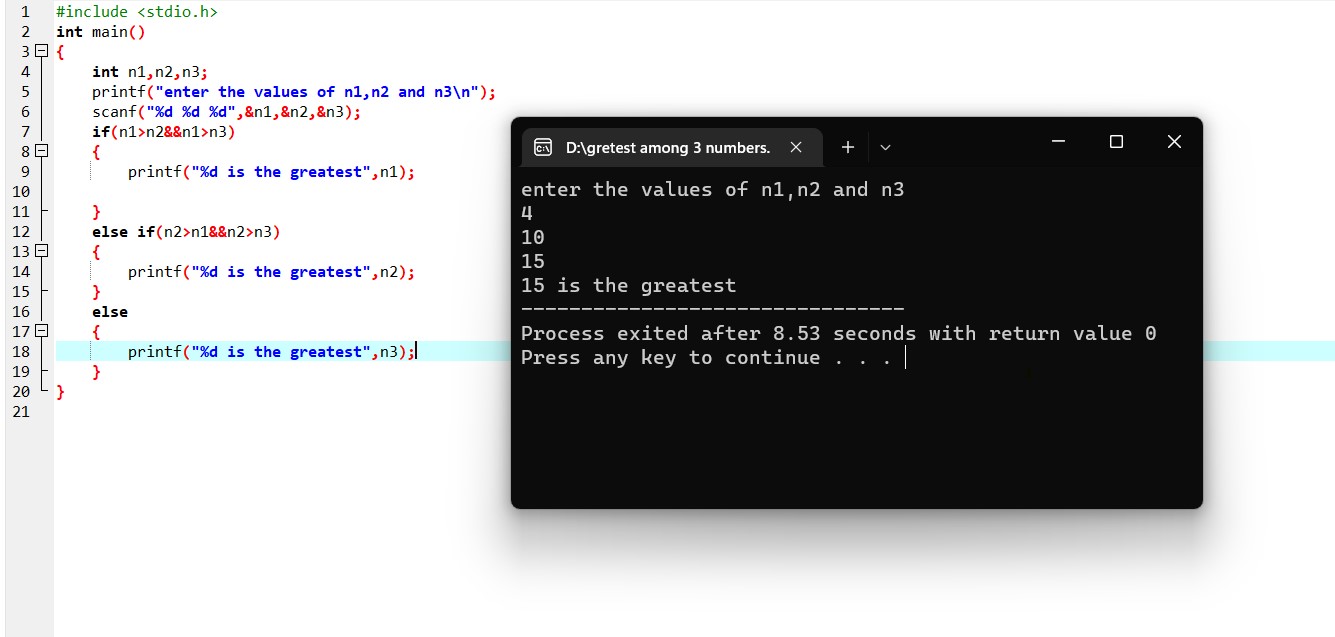 1 #include <stdio.h>
2 int main()
3 {
4 int n1,n2,n3;
5 printf("enter the values of n1,n2 and n3\n");
6 scanf("%d %d %d",&n1,&n2,&n3);
7 if(n1>n2&&n1>n3)
8 {
9 printf("%d is the greatest",n1);
10
11 }
12 else if(n2>n1&&n2>n3)
13 {
14 printf("%d is the greatest",n2);
15 }
16 else
17 {
18 printf("%d is the greatest",n3);
19 }
20 }
21
D:\gretest among 3 numbers.
enter the values of n1,n2 and n3
4
10
15
15 is the greatest
--------------------------------
Process exited after 8.53 seconds with return value 0
Press any key to continue . . .